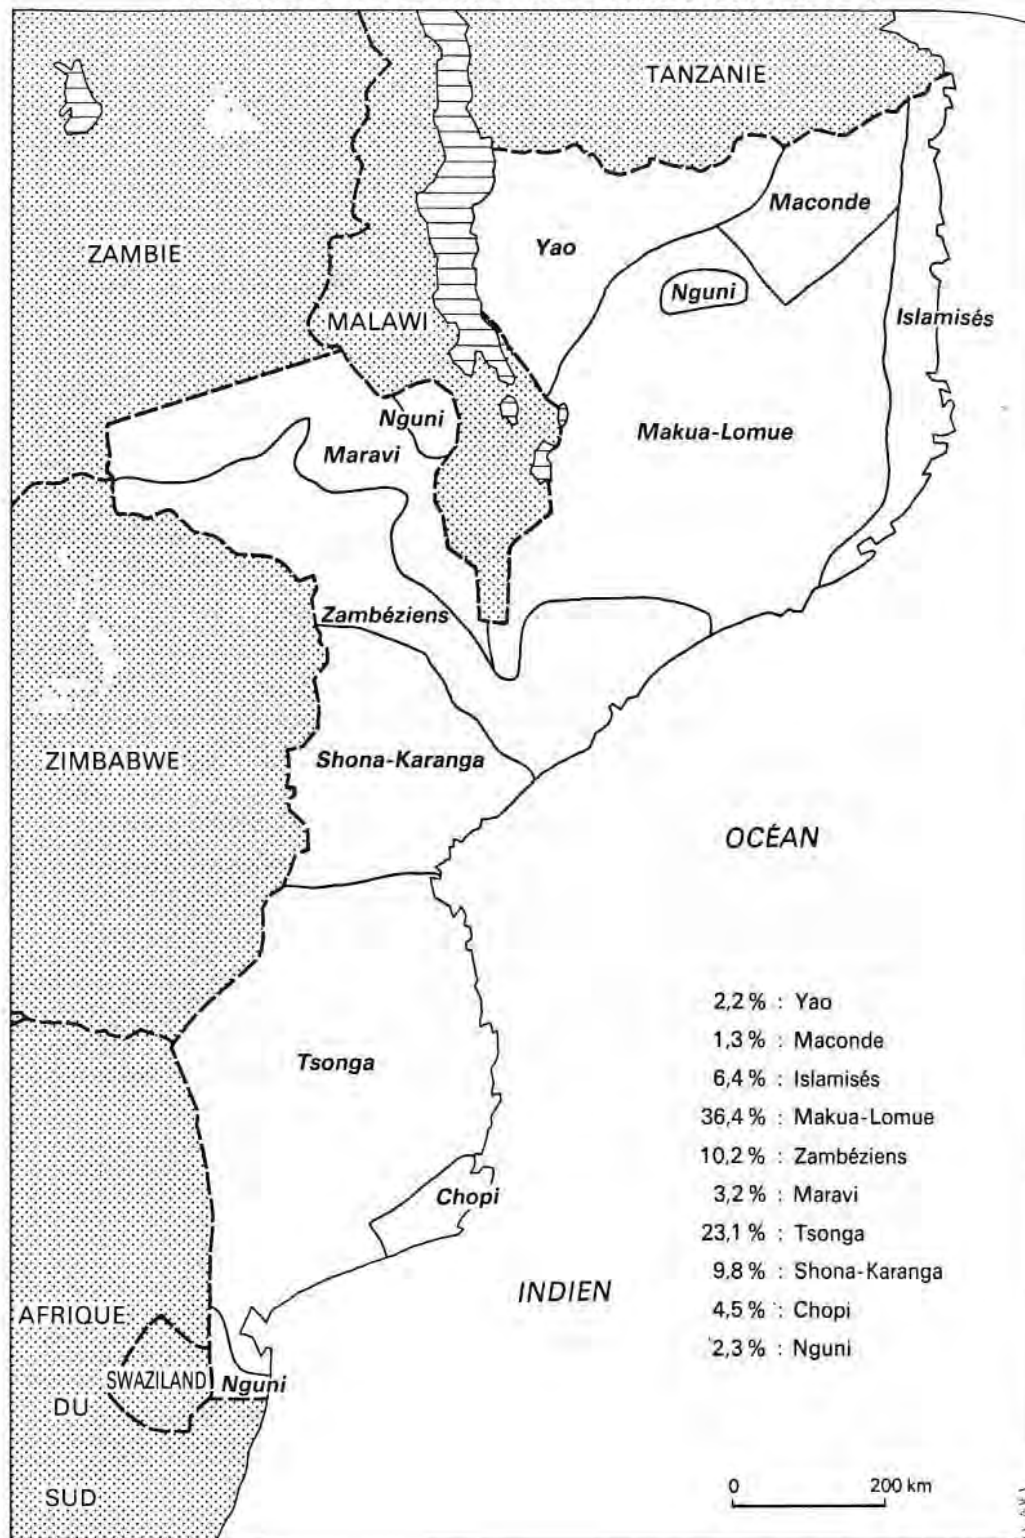 TANZANIE
Maconde
ZAMBIE
Yao
Nguni
MALAWI
Islamisés
Nguni
Makua-Lomue
Maravi
Zambéziens
ZIMBABWE
Shona-Karanga
OCÉAN
Tsonga
Chopi
INDIEN
2,2 % : Yao
1,3 % : Maconde
6,4 % : Islamisés
36,4 % : Makua-Lomue
10,2 % : Zambéziens
3,2 % : Maravi
23,1 % : Tsonga
9,8 % : Shona-Karanga
4,5 % : Chopi
2,3 % : Nguni
AFRIQUE
SWAZILAND
Nguni
DU
SUD
0 200 km